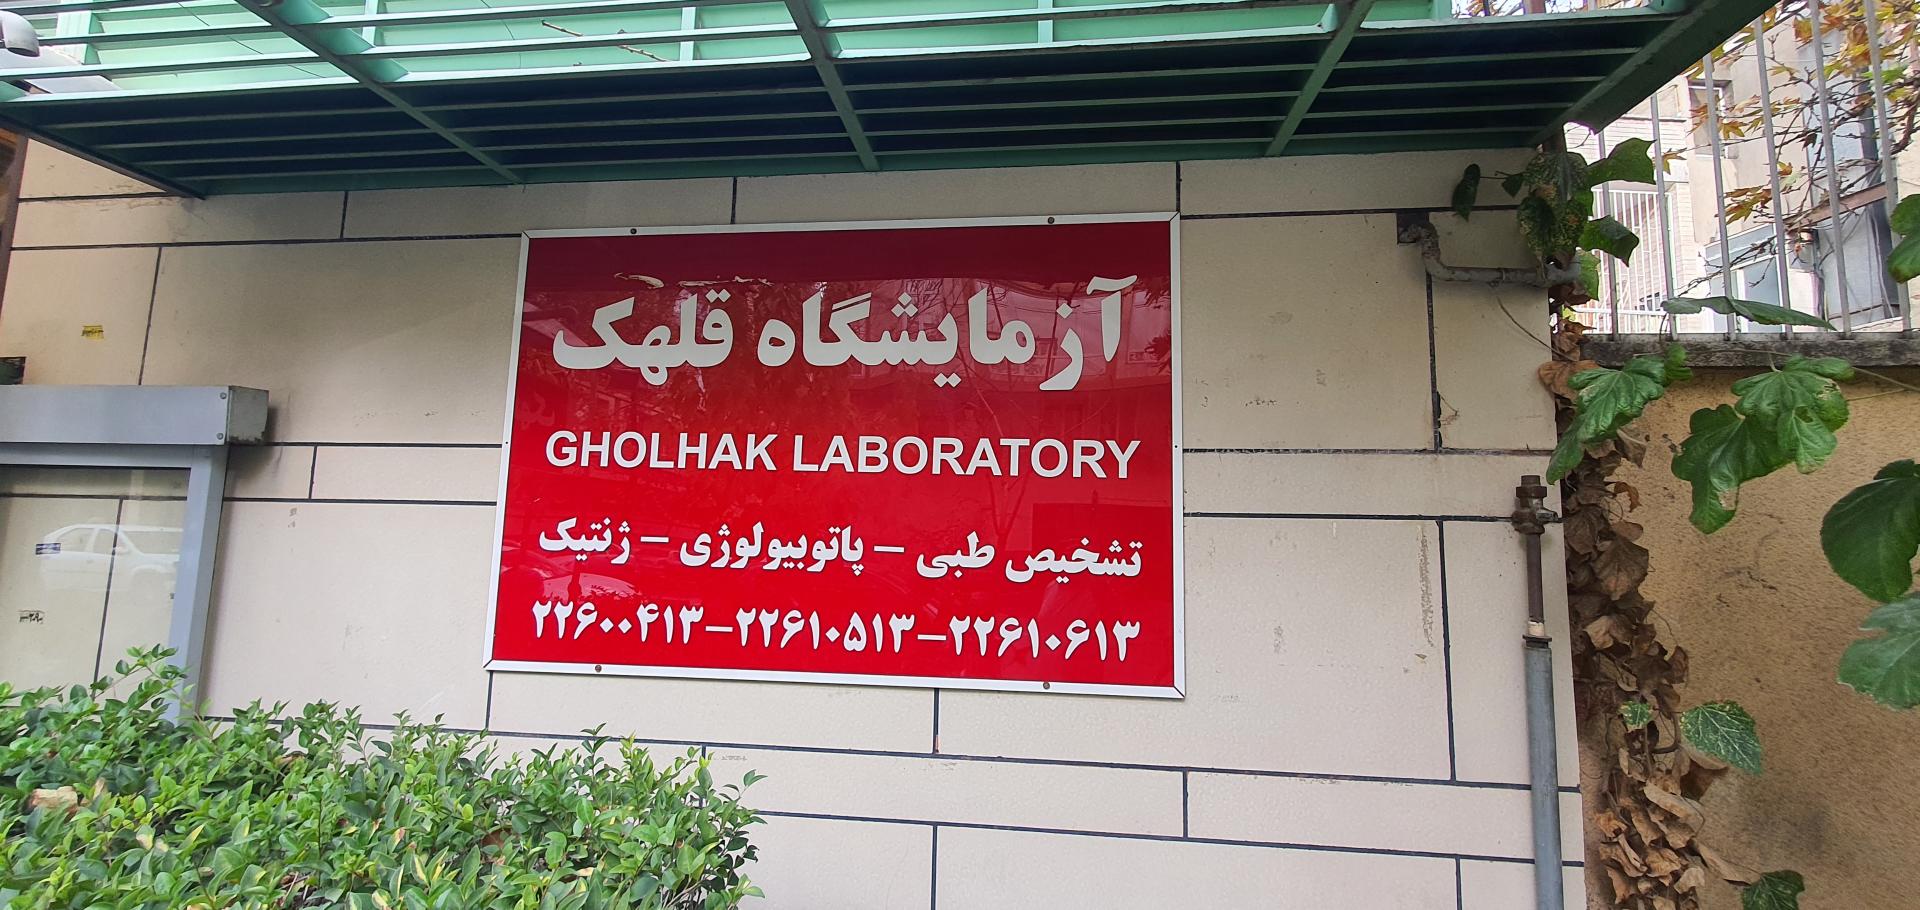 آزمایشگاه قلهک
GHOLHAK LABORATORY
تشخیص طبی – پاتوبیولوژی – ژنتیک
۲۲۶۰۰۴۱۳–۲۲۶۱۰۵۱۳–۲۲۶۱۰۶۱۳